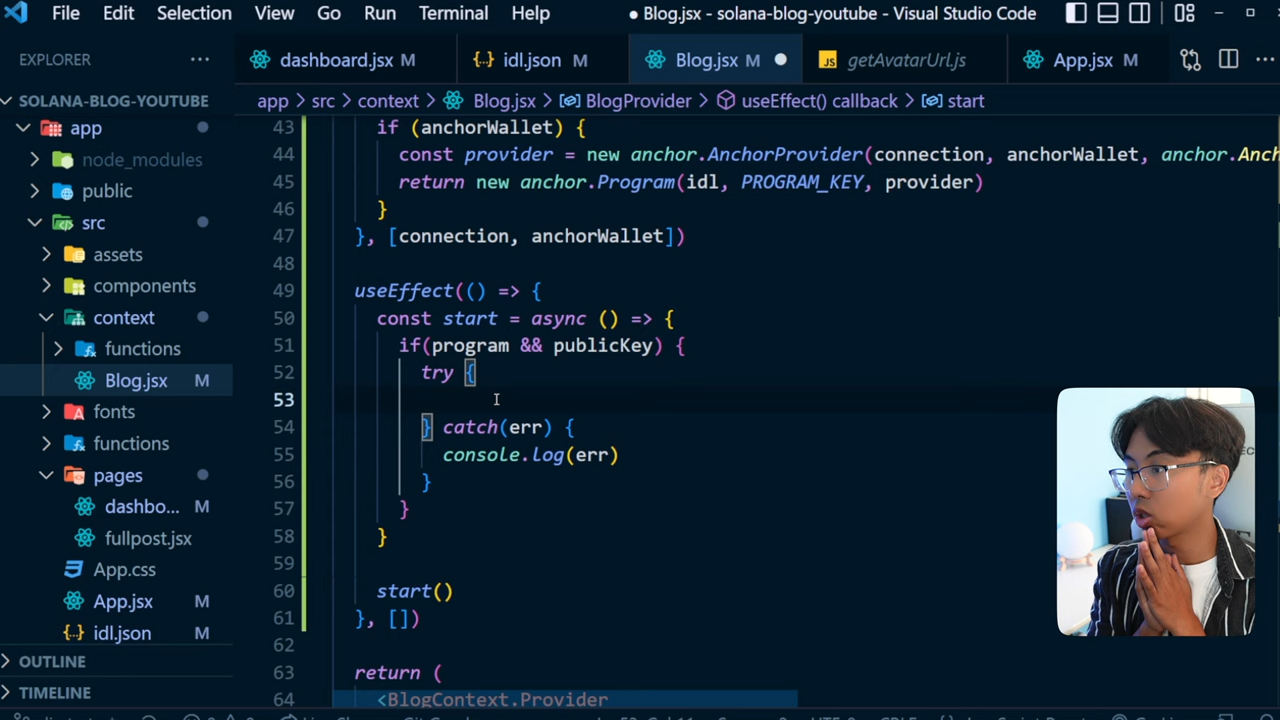 File Edit Selection View Go Run Terminal Help
● Blog.jsx - solana-blog-youtube - Visual Studio Code
EXPLORER ...
dashboard.jsx M
{..} idl.json M
Blog.jsx M
JS getAvatarUrl.js
App.jsx M
SOLANA-BLOG-YOUTUBE
app
node_modules
public
src
assets
components
context
functions
Blog.jsx M
fonts
functions
pages
dashbo... M
fullpost.jsx
App.css
App.jsx M
{..} idl.json M
OUTLINE
TIMELINE
app > src > context > Blog.jsx > BlogProvider > useEffect() callback > start
43 if (anchorWallet) {
44 const provider = new anchor.AnchorProvider(connection, anchorWallet, anchor.Anch
45 return new anchor.Program(idl, PROGRAM_KEY, provider)
46 }
47 }, [connection, anchorWallet])
48
49 useEffect(() => {
50 const start = async () => {
51 if(program && publicKey) {
52 try {
53
54 } catch(err) {
55 console.log(err)
56 }
57 }
58 }
59
60 start()
61 }, [])
62
63 return (
64 <BlogContext.Provider